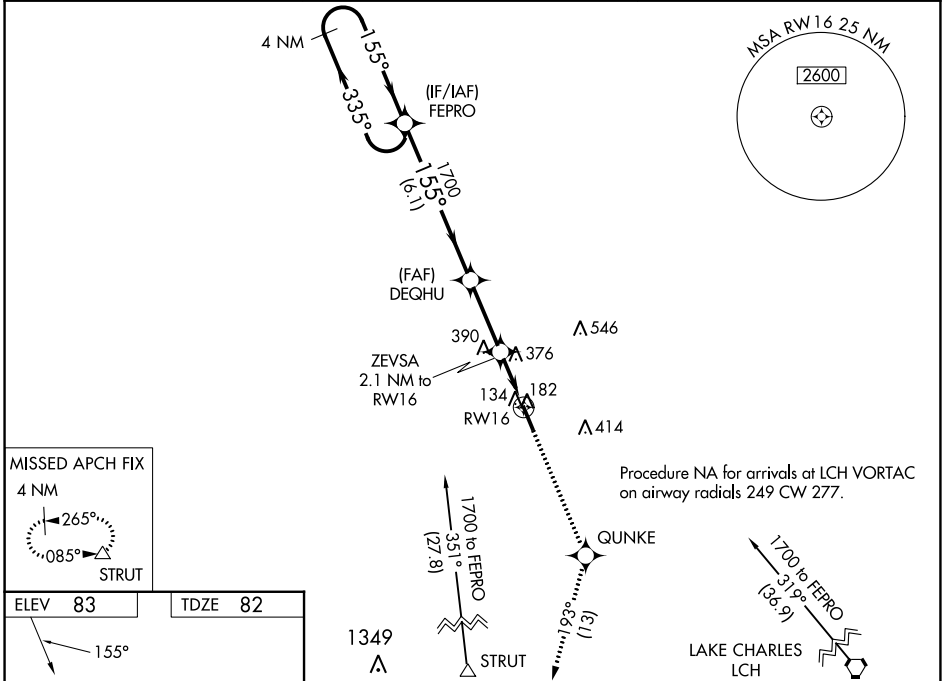 4 NM
155°
335°
(IF/IAF)
FEPRO
MSA RW16 25 NM
2600
1700
155°
(6.1)
(FAF)
DEQHU
546
390
376
ZEVSA
2.1 NM to
RW16
134
182
RW16
414
Procedure NA for arrivals at LCH VORTAC
on airway radials 249 CW 277.
MISSED APCH FIX
4 NM
265°
085°
STRUT
1700 to FEPRO
351°
(27.8)
QUNKE
193°
(13)
1700 to FEPRO
319°
(36.9)
ELEV 83
TDZE 82
155°
1349
STRUT
LAKE CHARLES
LCH